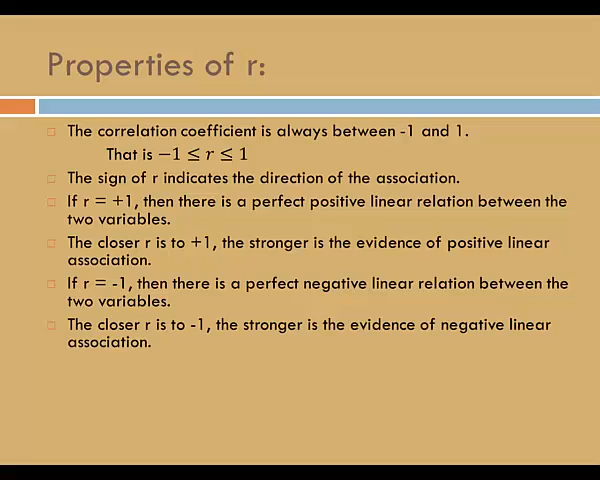 Properties of r:
The correlation coefficient is always between -1 and 1.
That is −1 ≤ r ≤ 1
The sign of r indicates the direction of the association.
If r = +1, then there is a perfect positive linear relation between the
two variables.
The closer r is to +1, the stronger is the evidence of positive linear
association.
If r = -1, then there is a perfect negative linear relation between the
two variables.
The closer r is to -1, the stronger is the evidence of negative linear
association.